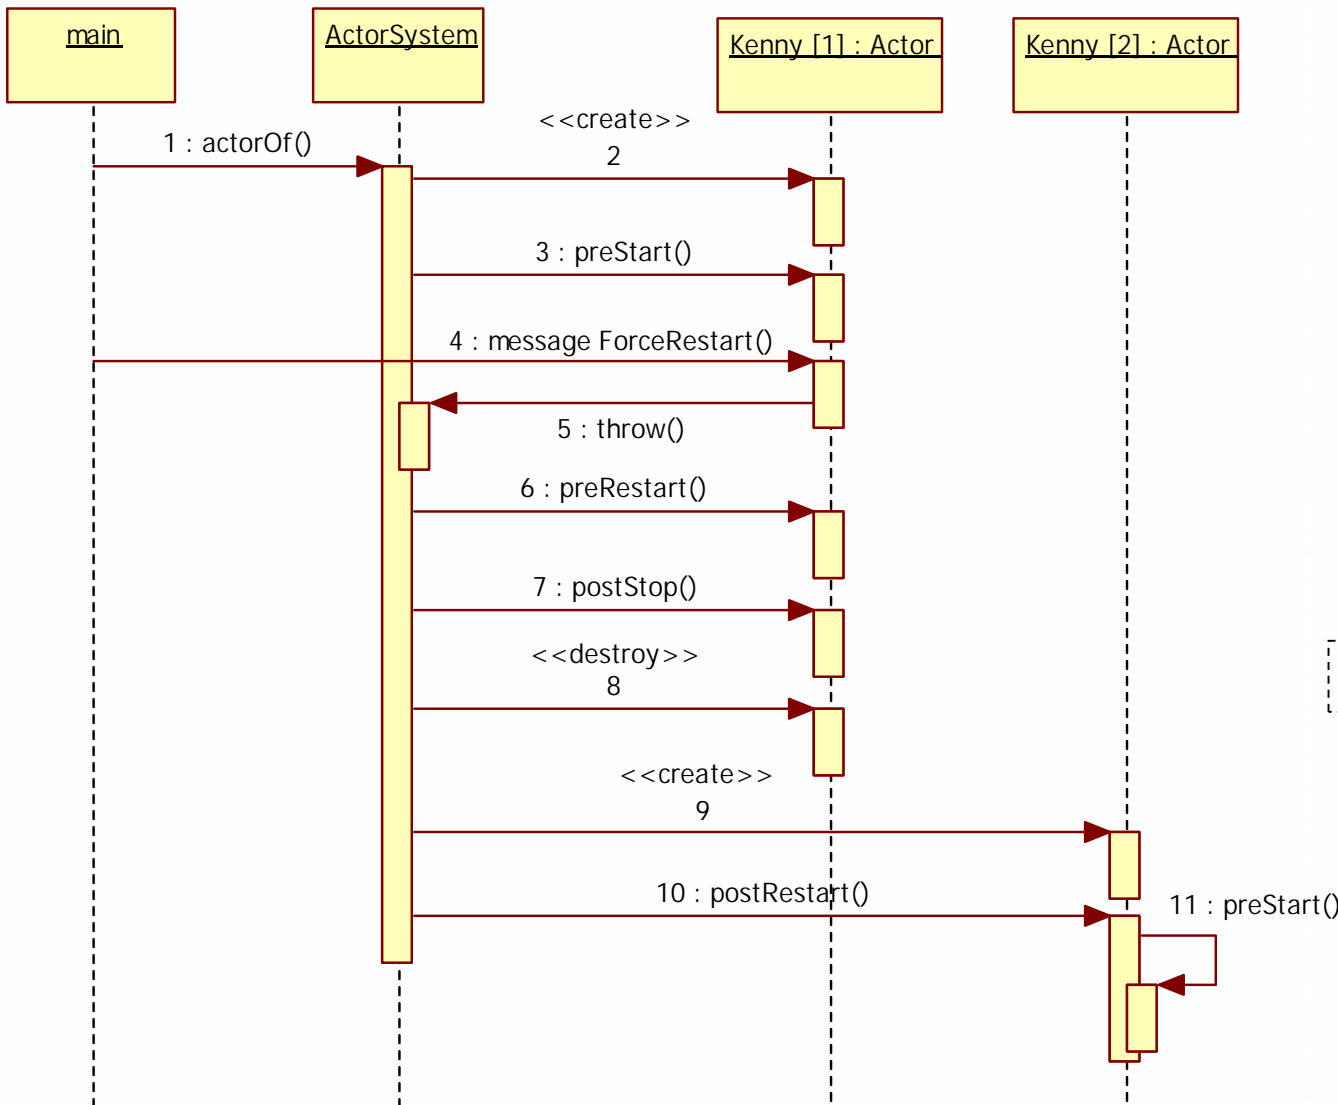 main
ActorSystem
Kenny [1] : Actor
Kenny [2] : Actor
1 : actorOf()
<<create>>
2
3 : preStart()
4 : message ForceRestart()
5 : throw()
6 : preRestart()
7 : postStop()
<<destroy>>
8
<<create>>
9
10 : postRestart()
11 : preStart()